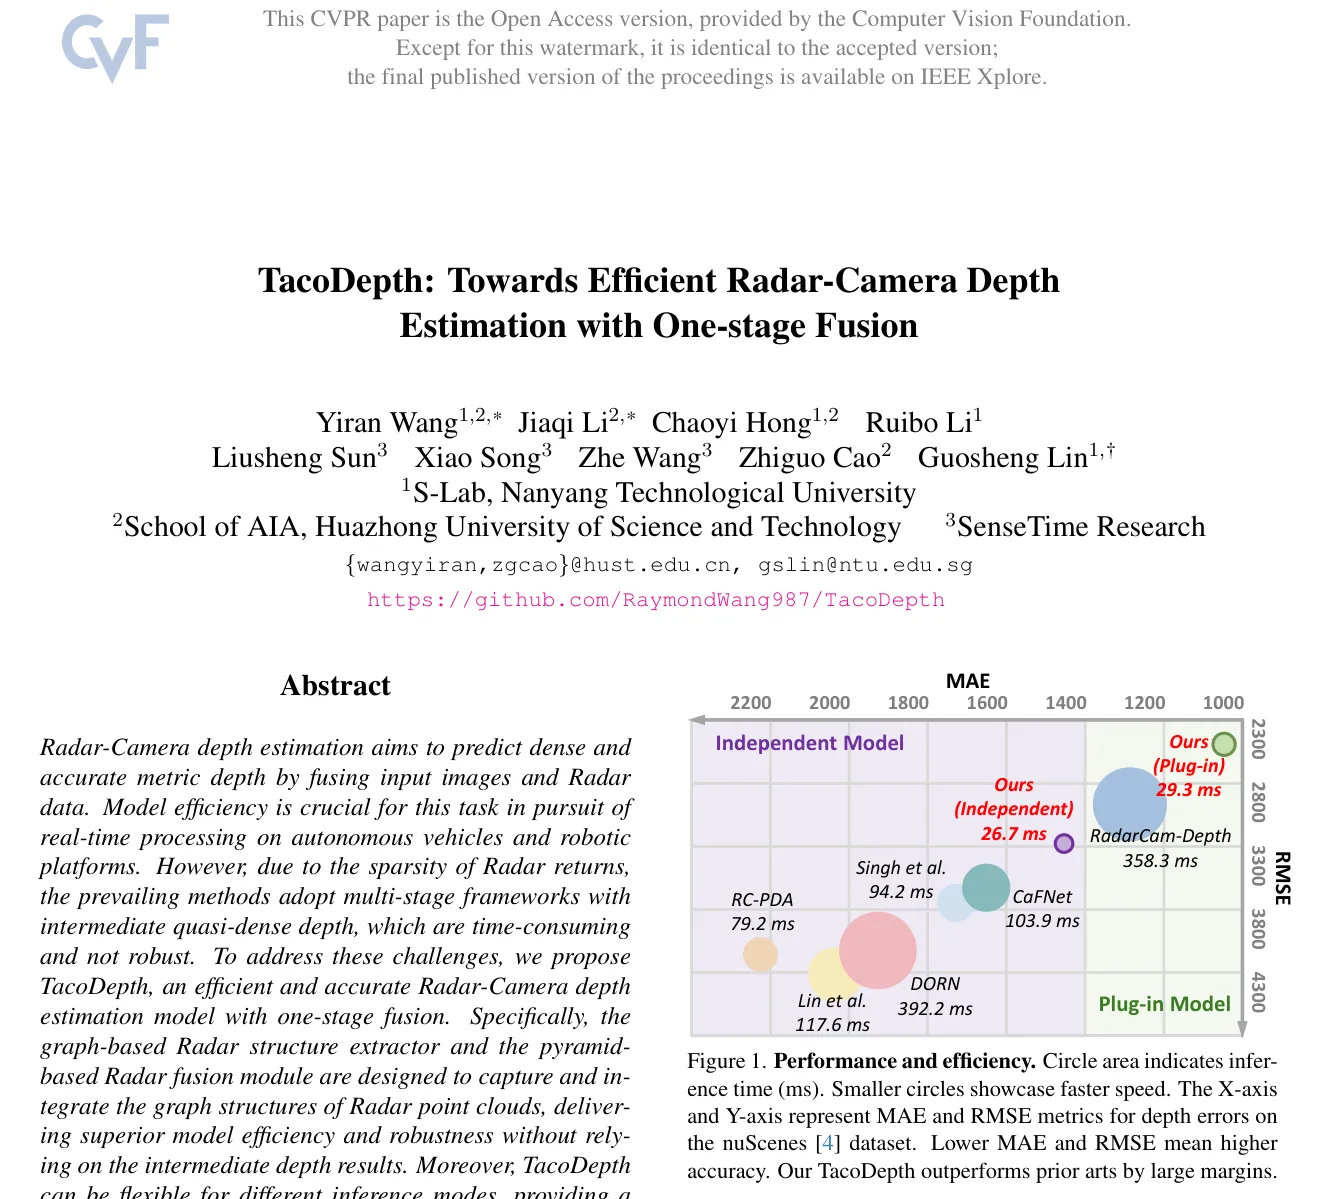 CVF
This CVPR paper is the Open Access version, provided by the Computer Vision Foundation.
Except for this watermark, it is identical to the accepted version;
the final published version of the proceedings is available on IEEE Xplore.
TacoDepth: Towards Efficient Radar-Camera Depth
Estimation with One-stage Fusion
Yiran Wang1,2,∗ Jiaqi Li2,∗ Chaoyi Hong1,2 Ruibo Li1
Liusheng Sun3 Xiao Song3 Zhe Wang3 Zhiguo Cao2 Guosheng Lin1,†
1S-Lab, Nanyang Technological University
2School of AIA, Huazhong University of Science and Technology 3SenseTime Research
{wangyiran,zgcao}@hust.edu.cn, gslin@ntu.edu.sg
https://github.com/RaymondWang987/TacoDepth
Abstract
Radar-Camera depth estimation aims to predict dense and
accurate metric depth by fusing input images and Radar
data. Model efficiency is crucial for this task in pursuit of
real-time processing on autonomous vehicles and robotic
platforms. However, due to the sparsity of Radar returns,
the prevailing methods adopt multi-stage frameworks with
intermediate quasi-dense depth, which are time-consuming
and not robust. To address these challenges, we propose
TacoDepth, an efficient and accurate Radar-Camera depth
estimation model with one-stage fusion. Specifically, the
graph-based Radar structure extractor and the pyramid-
based Radar fusion module are designed to capture and in-
tegrate the graph structures of Radar point clouds, deliver-
ing superior model efficiency and robustness without rely-
ing on the intermediate depth results. Moreover, TacoDepth
can be flexible for different inference modes, providing a
MAE
2200 2000 1800 1600 1400 1200 1000
Independent Model
Ours
(Plug-in)
29.3 ms
Ours
(Independent)
26.7 ms
RadarCam-Depth
358.3 ms
Singh et al.
94.2 ms
CaFNet
103.9 ms
RC-PDA
79.2 ms
DORN
392.2 ms
Lin et al.
117.6 ms
Plug-in Model
2300
2800
3300
3800
4300
RMSE
Figure 1. Performance and efficiency. Circle area indicates infer-
ence time (ms). Smaller circles showcase faster speed. The X-axis
and Y-axis represent MAE and RMSE metrics for depth errors on
the nuScenes [4] dataset. Lower MAE and RMSE mean higher
accuracy. Our TacoDepth outperforms prior arts by large margins.